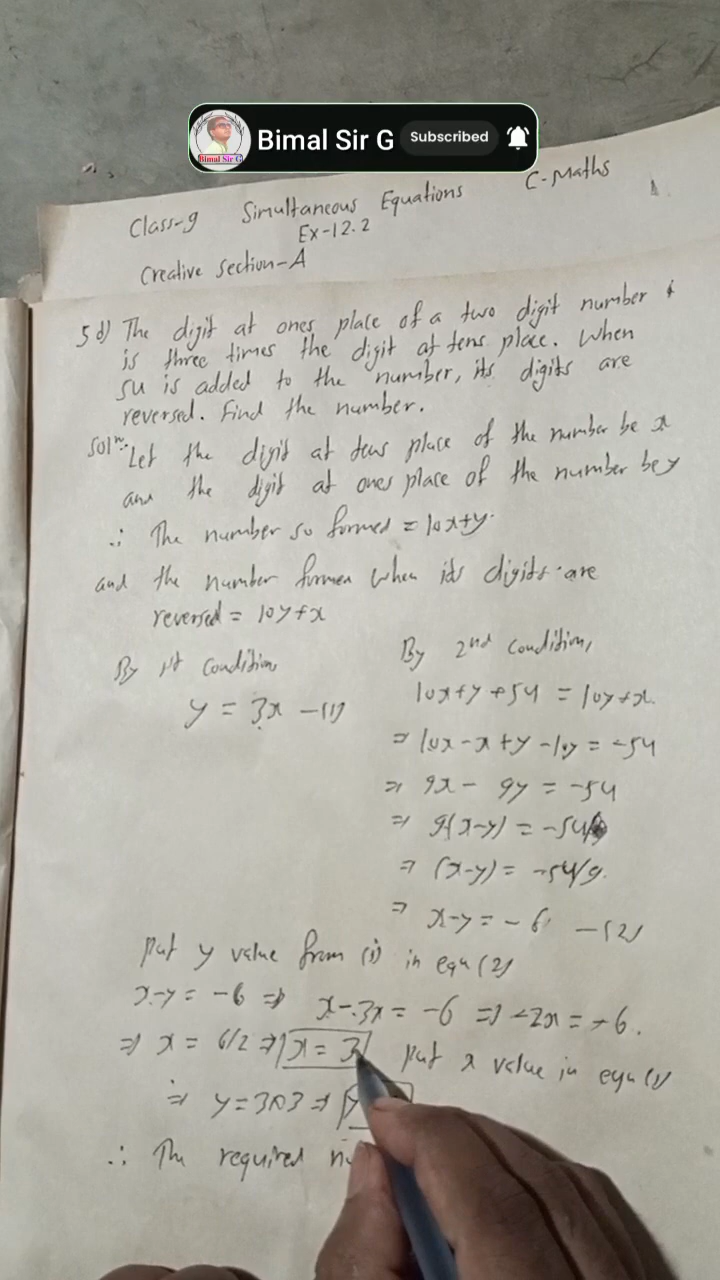 Bimal Sir G Subscribed
Bimal Sir G
Class-9 Simultaneous Equations C-Maths
Ex-12.2
Creative section-A
5 d) The digit at ones place of a two digit number
is three times the digit at tens place. When
54 is added to the number, its digits are
reversed. Find the number.
Solⁿ: Let the digit at tens place of the number be x
and the digit at ones place of the number be y
∴ The number so formed = 10x+y.
and the number formed when its digits are
reversed = 10y+x
By 1st Condition,
y = 3x -(1)
By 2nd Condition,
10x+y+54 = 10y+x.
⇒ 10x-x+y-10y = -54
⇒ 9x - 9y = -54
⇒ 9(x-y) = -54
⇒ (x-y) = -54/9.
⇒ x-y = -6 -(2)
Put y value from (i) in equn (2)
x-y = -6 ⇒ x-3x = -6 ⇒ -2x = -6.
⇒ x = 6/2 ⇒ x = 3 Put x value in equn (1)
⇒ y = 3×3 ⇒
∴ The required